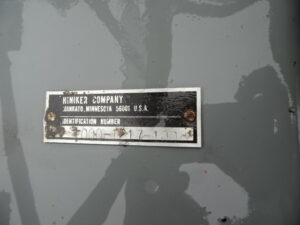 HINIKER COMPANY
MANKATO, MINNESOTA 56001 U.S.A.
IDENTIFICATION NUMBER